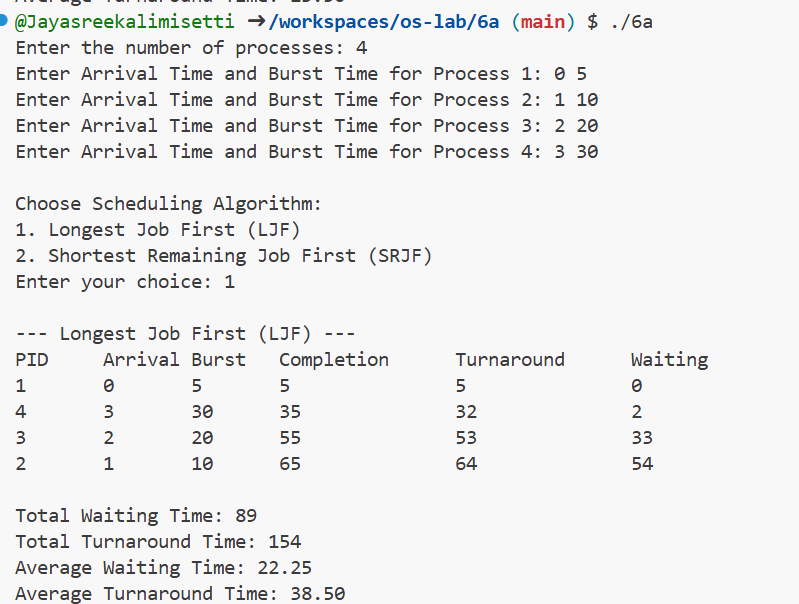 Average Turnaround Time: 29.50
@Jayasreekalimisetti ➜/workspaces/os-lab/6a (main) $ ./6a
Enter the number of processes: 4
Enter Arrival Time and Burst Time for Process 1: 0 5
Enter Arrival Time and Burst Time for Process 2: 1 10
Enter Arrival Time and Burst Time for Process 3: 2 20
Enter Arrival Time and Burst Time for Process 4: 3 30
Choose Scheduling Algorithm:
1. Longest Job First (LJF)
2. Shortest Remaining Job First (SRJF)
Enter your choice: 1
--- Longest Job First (LJF) ---
PID Arrival Burst Completion Turnaround Waiting
1 0 5 5 5 0
4 3 30 35 32 2
3 2 20 55 53 33
2 1 10 65 64 54
Total Waiting Time: 89
Total Turnaround Time: 154
Average Waiting Time: 22.25
Average Turnaround Time: 38.50